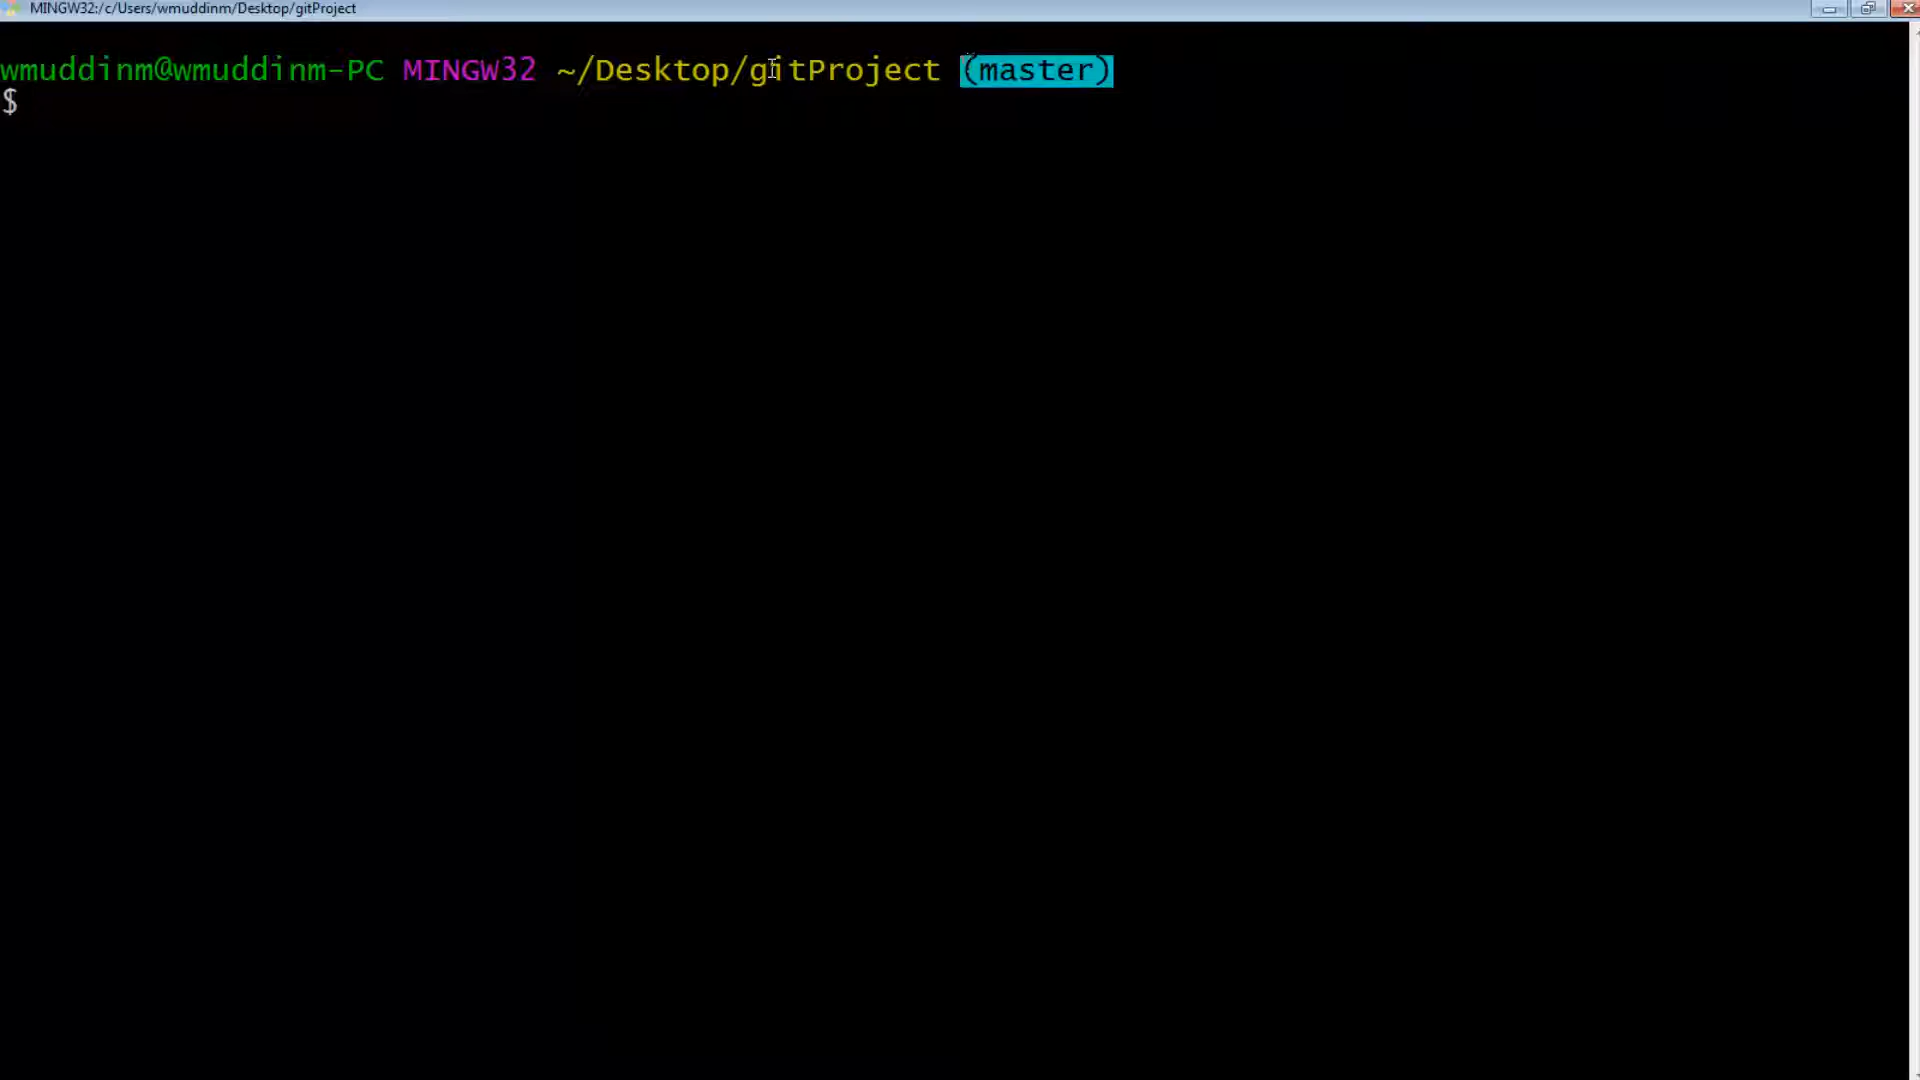 MINGW32:/c/Users/wmuddinm/Desktop/gitProject
wmuddinm@wmuddinm-PC MINGW32 ~/Desktop/gitProject (master)
$